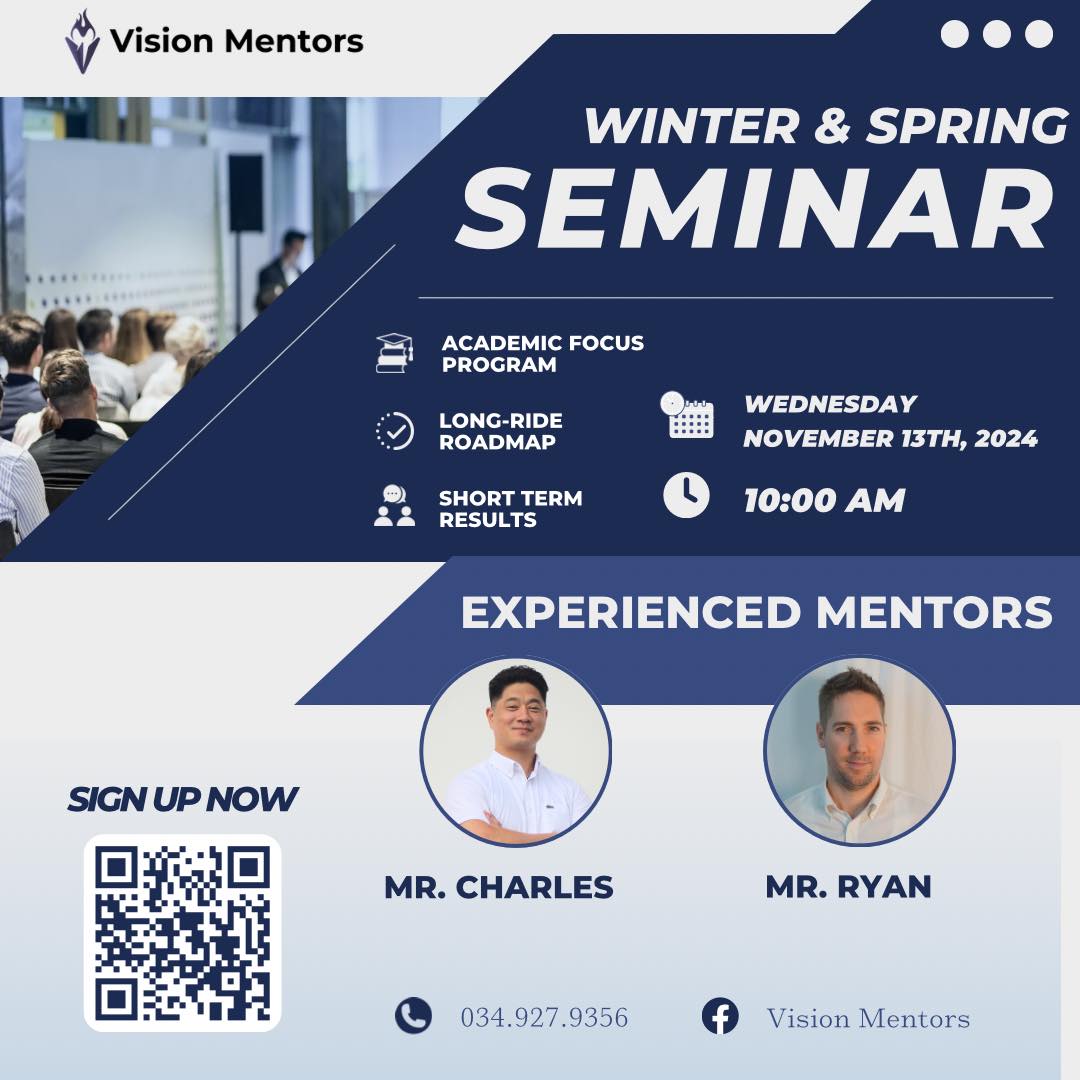 Vision Mentors
WINTER & SPRING
SEMINAR
ACADEMIC FOCUS
PROGRAM
LONG-RIDE
ROADMAP
SHORT TERM
RESULTS
WEDNESDAY
NOVEMBER 13TH, 2024
10:00 AM
EXPERIENCED MENTORS
SIGN UP NOW
MR. CHARLES
MR. RYAN
034.927.9356
Vision Mentors